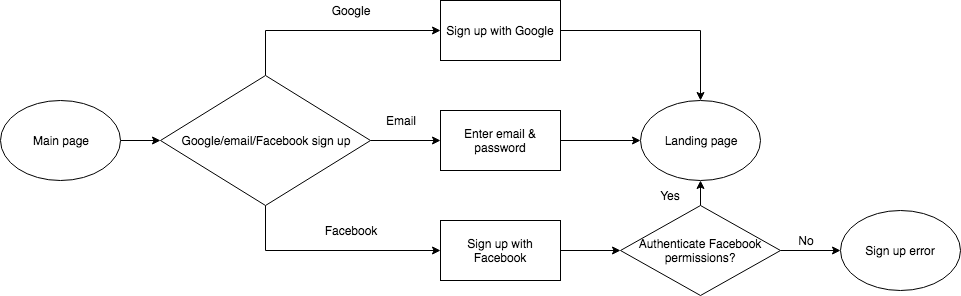 Google
Sign up with Google
Main page
Google/email/Facebook sign up
Email
Enter email &
password
Landing page
Yes
Facebook
Sign up with
Facebook
Authenticate Facebook
permissions?
No
Sign up error